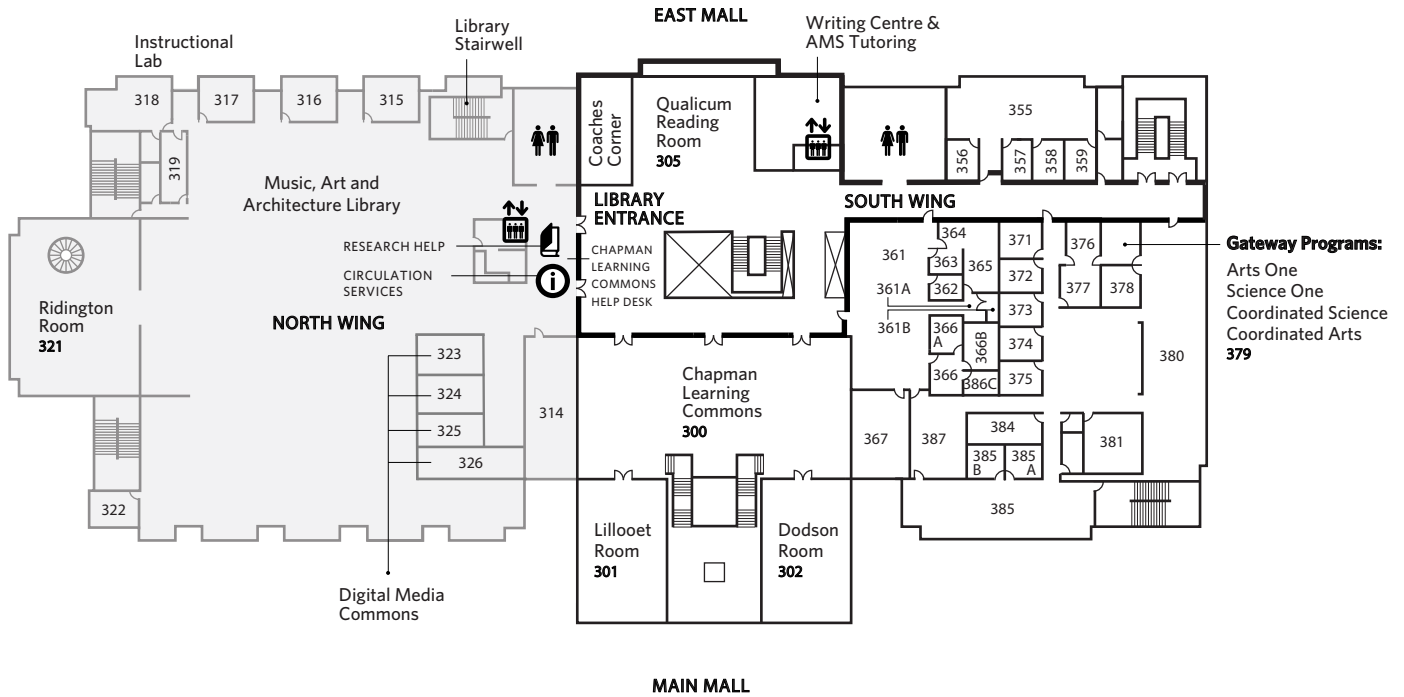 EAST MALL
Writing Centre &
AMS Tutoring
Library
Stairwell
Instructional
Lab
318
317
316
315
319
Coaches
Corner
Qualicum
Reading
Room
305
355
356
357
358
359
Music, Art and
Architecture Library
LIBRARY
ENTRANCE
SOUTH WING
RESEARCH HELP
CIRCULATION
SERVICES
CHAPMAN
LEARNING
COMMONS
HELP DESK
NORTH WING
Ridington
Room
321
361
364
363
362
365
361A
361B
366
A
366B
366
386C
371
372
373
374
375
376
377
378
380
Gateway Programs:
Arts One
Science One
Coordinated Science
Coordinated Arts
379
323
324
325
326
314
Chapman
Learning
Commons
300
367
387
384
385
B
385
A
381
385
322
Lillooet
Room
301
Dodson
Room
302
Digital Media
Commons
MAIN MALL